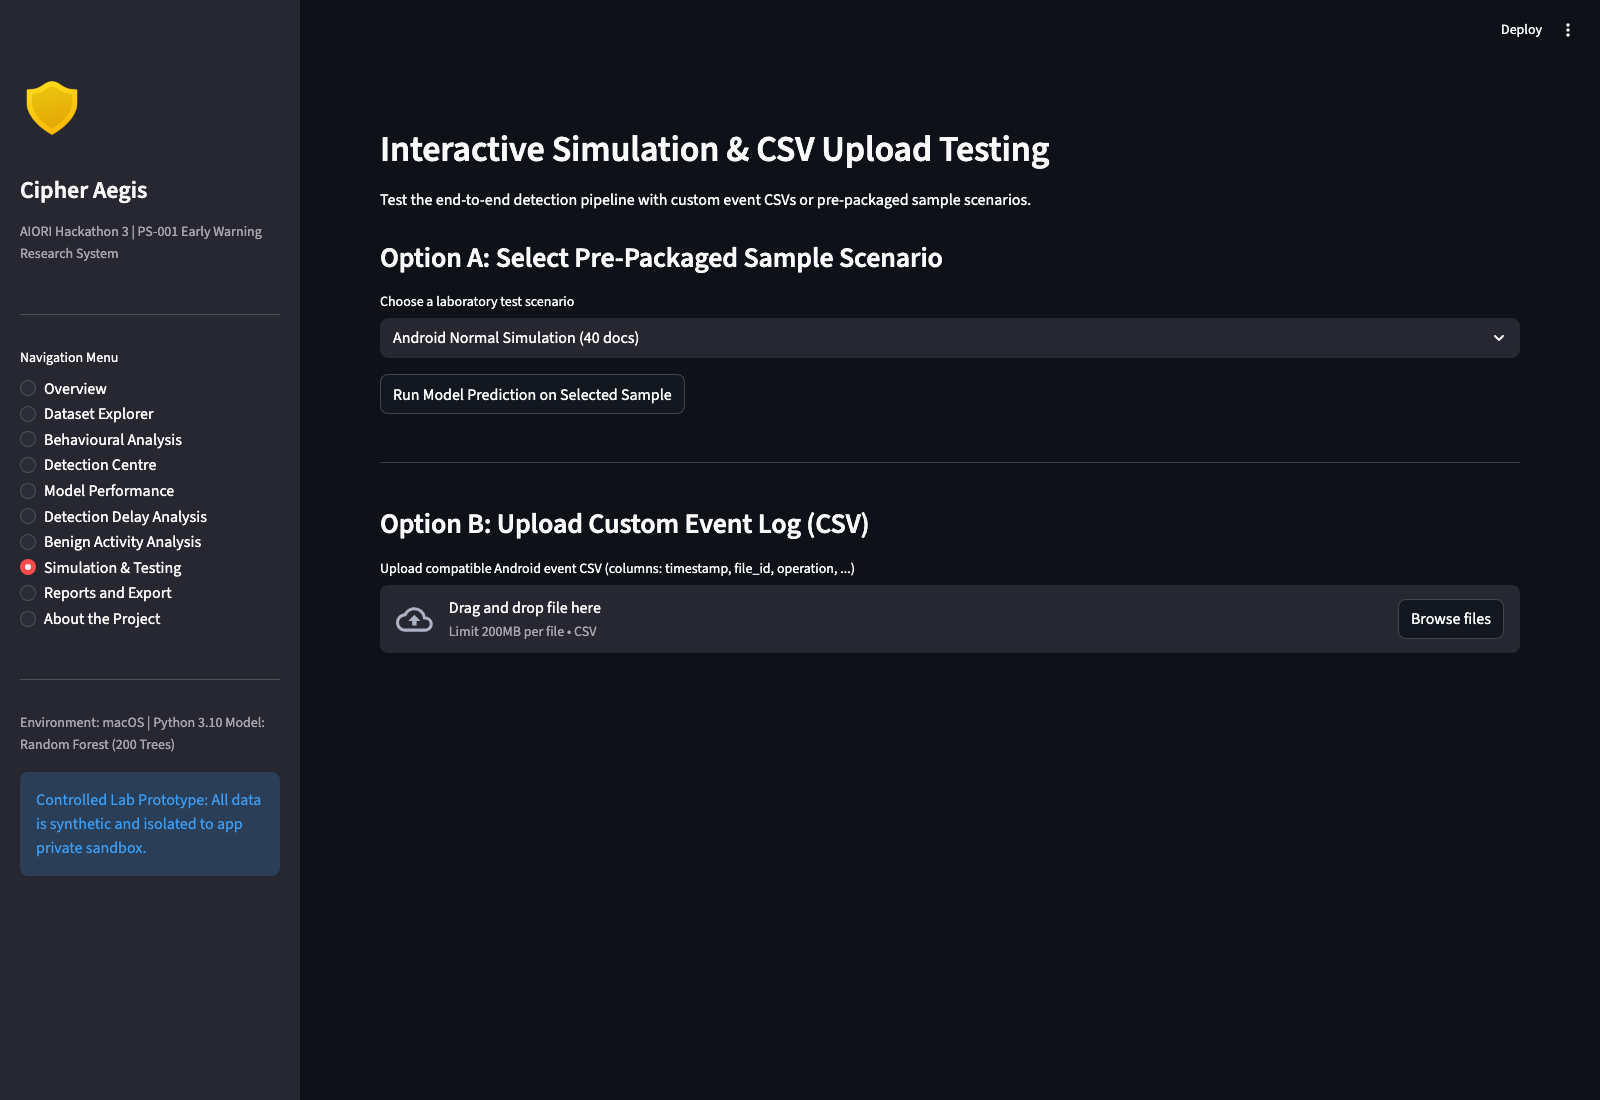 Deploy
Cipher Aegis
AIORI Hackathon 3 | PS-001 Early Warning
Research System
Navigation Menu
Overview
Dataset Explorer
Behavioural Analysis
Detection Centre
Model Performance
Detection Delay Analysis
Benign Activity Analysis
Simulation & Testing
Reports and Export
About the Project
Environment: macOS | Python 3.10 Model:
Random Forest (200 Trees)
Controlled Lab Prototype: All data
is synthetic and isolated to app
private sandbox.
Interactive Simulation & CSV Upload Testing
Test the end-to-end detection pipeline with custom event CSVs or pre-packaged sample scenarios.
Option A: Select Pre-Packaged Sample Scenario
Choose a laboratory test scenario
Android Normal Simulation (40 docs)
Run Model Prediction on Selected Sample
Option B: Upload Custom Event Log (CSV)
Upload compatible Android event CSV (columns: timestamp, file_id, operation, ...)
Drag and drop file here
Limit 200MB per file • CSV
Browse files